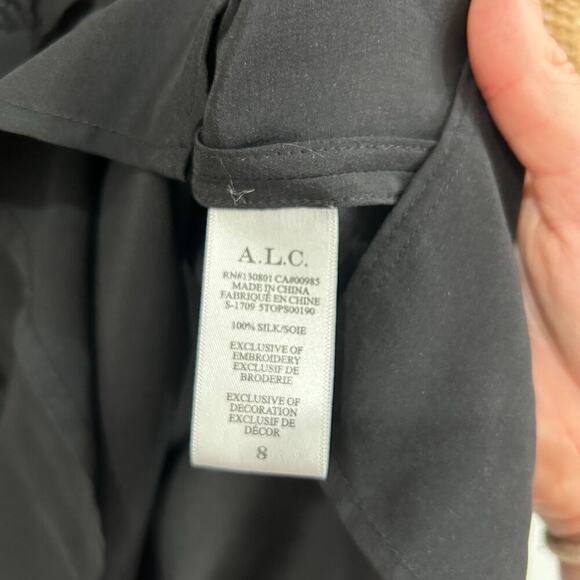 A.L.C.
RN#130801 CA#00985
MADE IN CHINA
FABRIQUÉ EN CHINE
S-1709 5TOPS00190
100% SILK/SOIE
EXCLUSIVE OF
EMBROIDERY
EXCLUSIF DE
BRODERIE
EXCLUSIVE OF
DECORATION
EXCLUSIF DE
DÉCOR
8